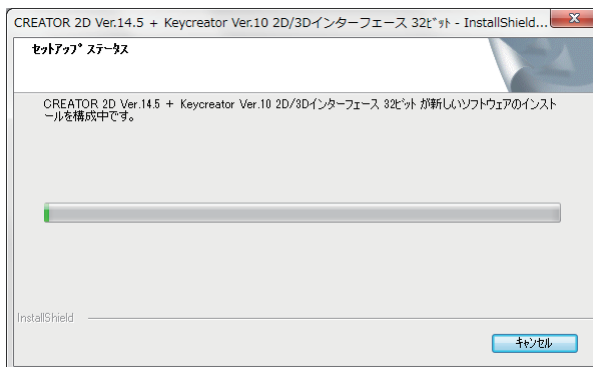 CREATOR 2D Ver.14.5 + Keycreator Ver.10 2D/3Dインターフェース 32ﾋﾞｯﾄ - InstallShield...
ｾｯﾄｱｯﾌﾟ ｽﾃｰﾀｽ
CREATOR 2D Ver.14.5 + Keycreator Ver.10 2D/3Dインターフェース 32ﾋﾞｯﾄ が新しいソフトウェアのインスト
ールを構成中です。
InstallShield
ｷｬﾝｾﾙ